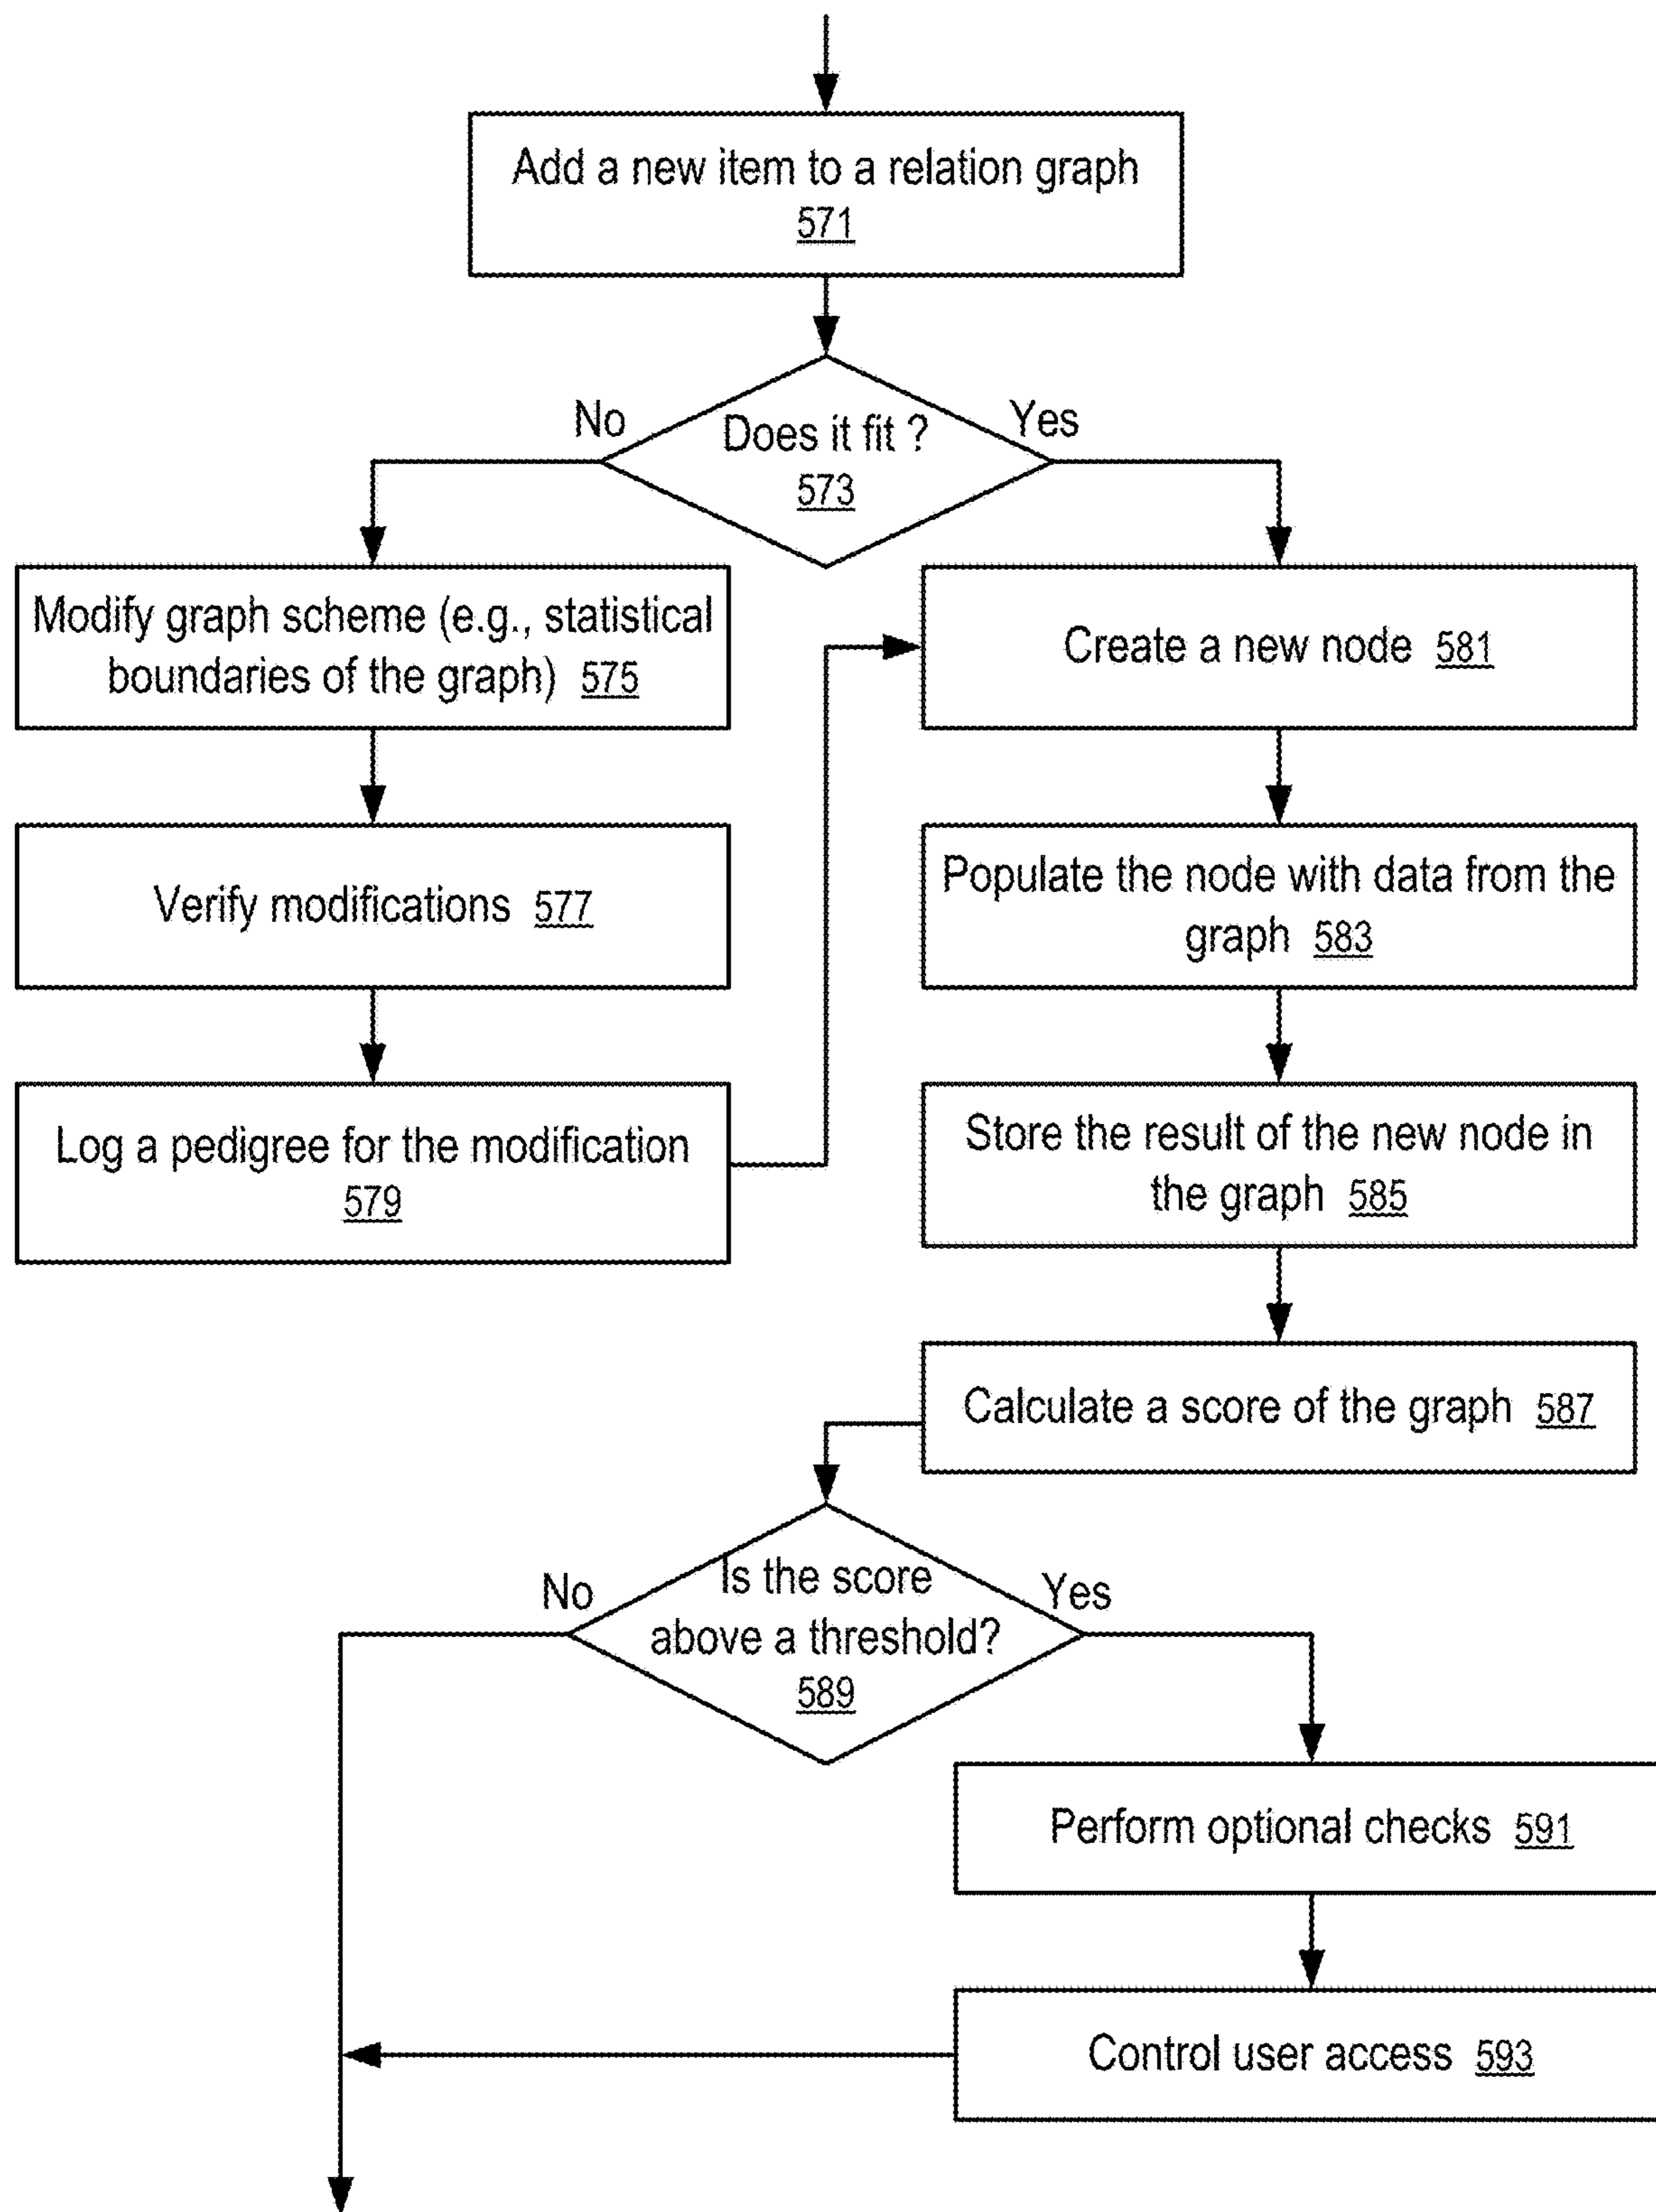 Add a new item to a relation graph
571
No
Yes
Does it fit ?
573
Modify graph scheme (e.g., statistical
boundaries of the graph) 575
Create a new node 581
Verify modifications 577
Populate the node with data from the
graph 583
Log a pedigree for the modification
579
Store the result of the new node in
the graph 585
Calculate a score of the graph 587
No
Yes
Is the score
above a threshold?
589
Perform optional checks 591
Control user access 593